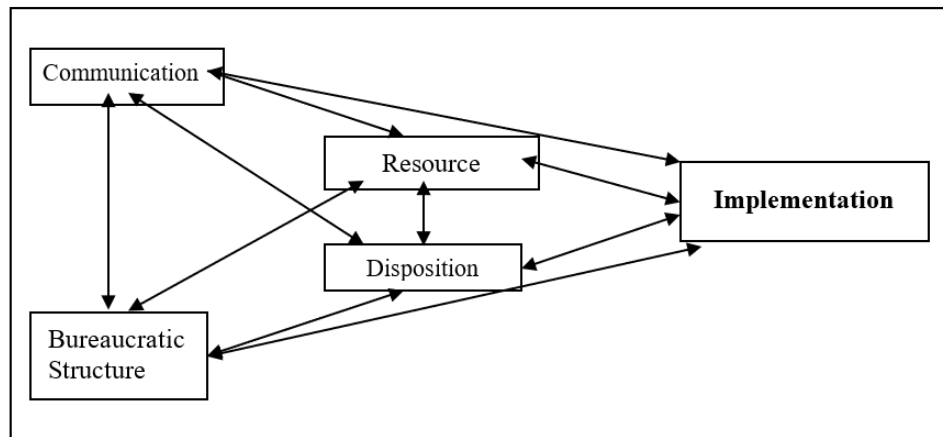 Communication
Resource
Implementation
Disposition
Bureaucratic
Structure